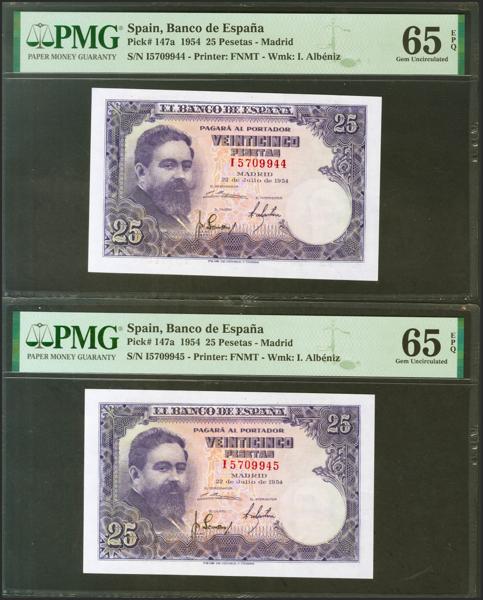 PMG
PAPER MONEY GUARANTY
Spain, Banco de España
Pick# 147a 1954 25 Pesetas - Madrid
S/N I5709944 - Printer: FNMT - Wmk: I. Albéniz
65 EPQ
Gem Uncirculated
EL BANCO DE ESPAÑA
PAGARÁ AL PORTADOR
25
VEINTICINCO
PESETAS
I5709944
MADRID
22 de Julio de 1954
25
PMG
PAPER MONEY GUARANTY
Spain, Banco de España
Pick# 147a 1954 25 Pesetas - Madrid
S/N I5709945 - Printer: FNMT - Wmk: I. Albéniz
65 EPQ
Gem Uncirculated
EL BANCO DE ESPAÑA
PAGARÁ AL PORTADOR
25
VEINTICINCO
PESETAS
I5709945
MADRID
22 de Julio de 1954
25